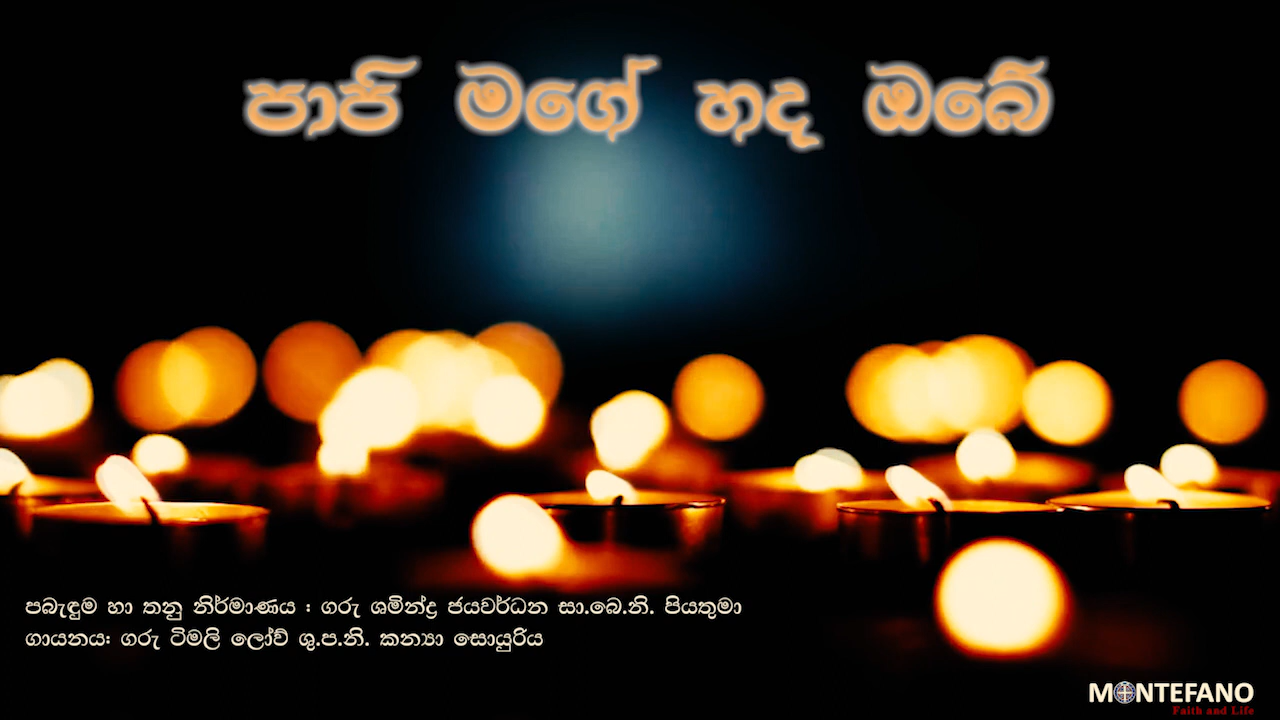 පාපි මගේ හද ඔබේ
පබැඳුම හා තනු නිර්මාණය : ගරු ශමින්ද්‍ර ජයවර්ධන සා.බෙ.නි. පියතුමා
ගායනය: ගරු ටිමලි ලෝව් ශු.ප.නි. කන්‍යා සොයුරිය
MONTEFANO
Faith and Life